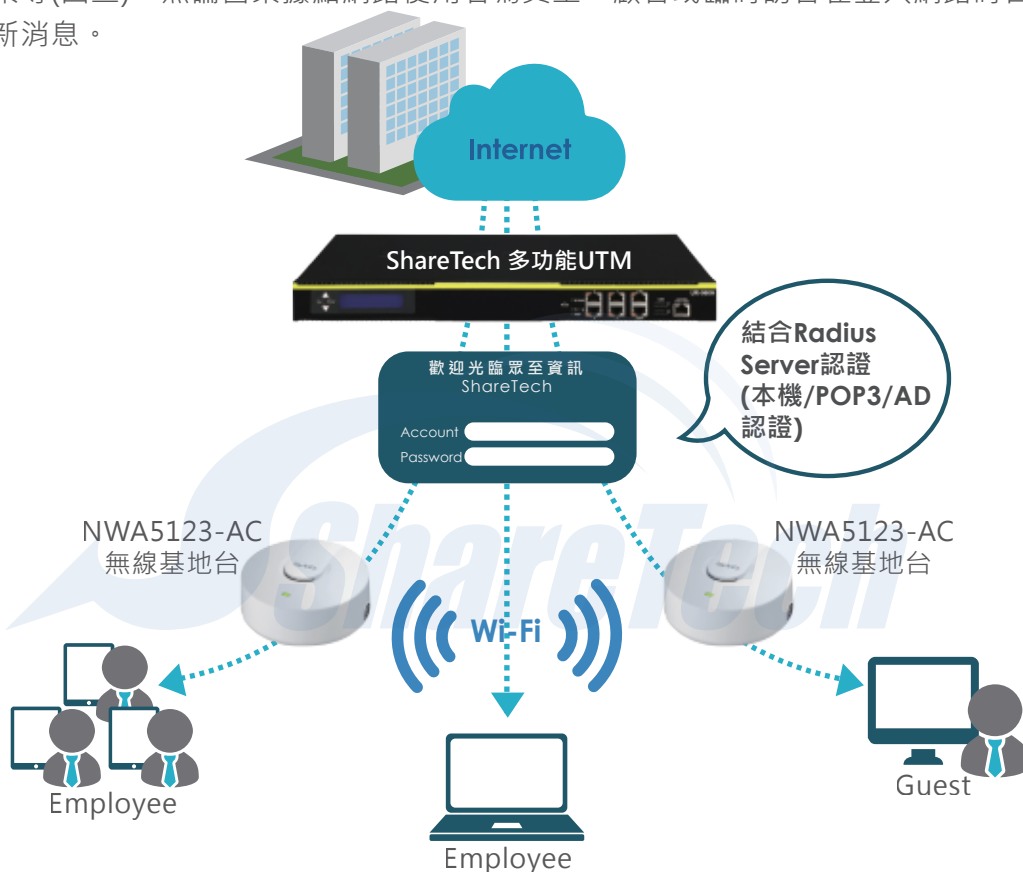 新消息。
Internet
ShareTech 多功能UTM
歡迎光臨眾至資訊
ShareTech
Account
Password
結合Radius
Server認證
(本機/POP3/AD
認證)
NWA5123-AC
無線基地台
NWA5123-AC
無線基地台
ShareTech
Wi-Fi
Employee
Employee
Guest